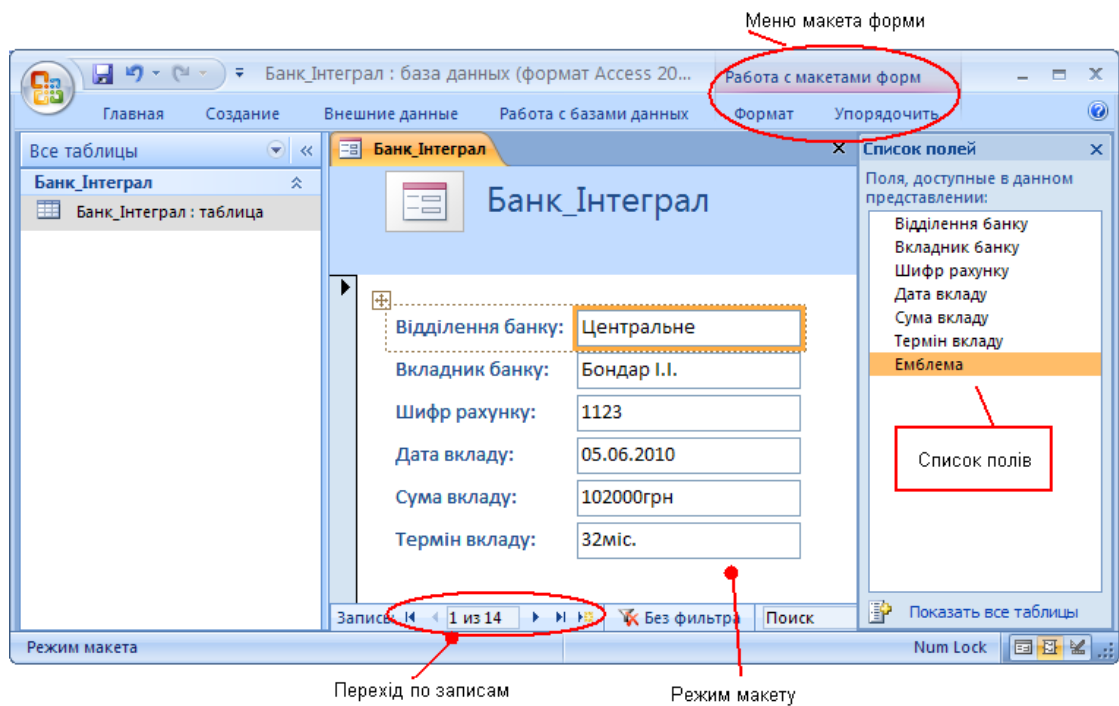 Меню макета форми
Банк_Інтеграл : база данных (формат Access 20...
Работа с макетами форм
Главная
Создание
Внешние данные
Работа с базами данных
Формат
Упорядочить
Все таблицы
Банк_Інтеграл
Список полей
Банк_Інтеграл
Банк_Інтеграл : таблица
Банк_Інтеграл
Поля, доступные в данном
представлении:
Відділення банку
Вкладник банку
Шифр рахунку
Дата вкладу
Сума вкладу
Термін вкладу
Емблема
Відділення банку: Центральне
Вкладник банку: Бондар І.І.
Шифр рахунку: 1123
Дата вкладу: 05.06.2010
Сума вкладу: 102000грн
Термін вкладу: 32міс.
Список полів
Запись: 1 из 14
Без фильтра
Поиск
Показать все таблицы
Режим макета
Num Lock
Перехід по записам
Режим макету